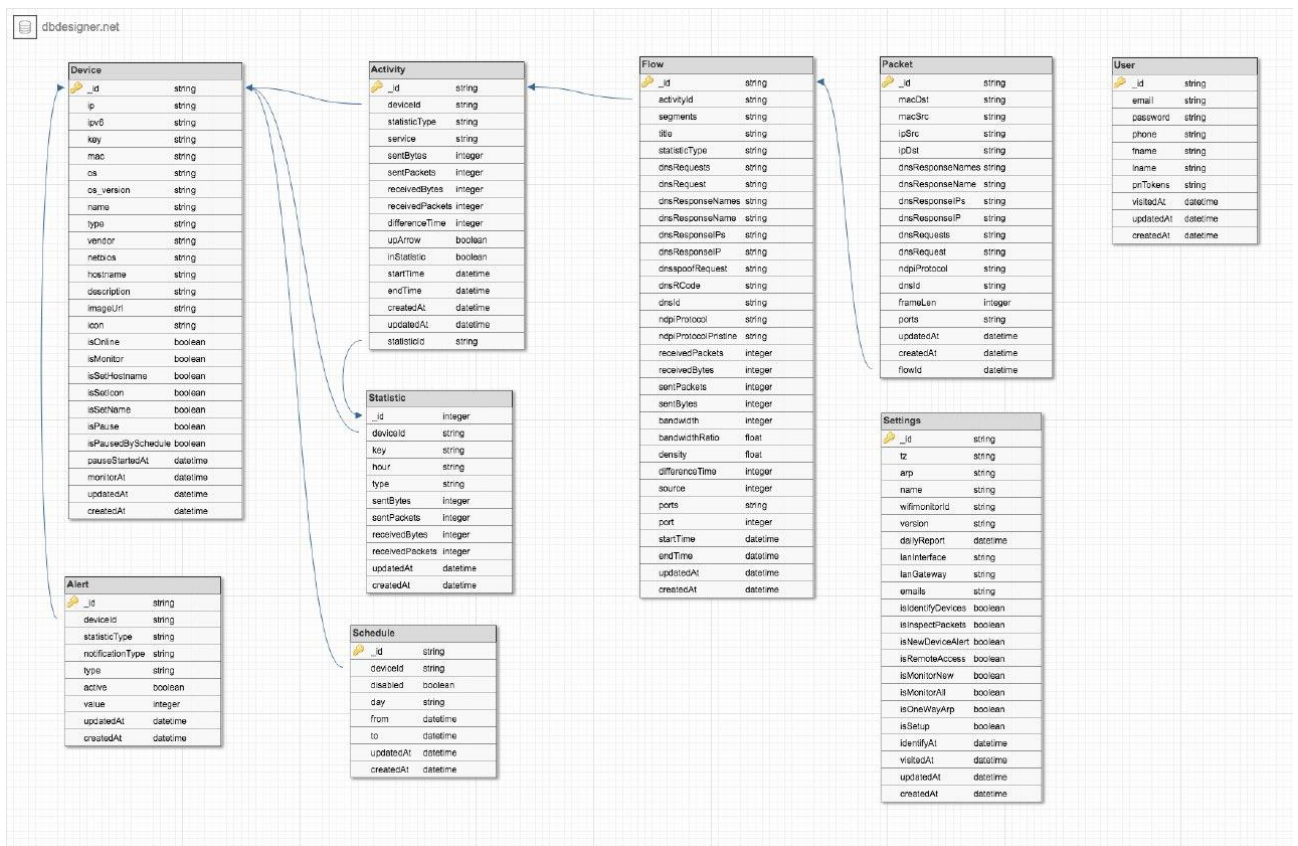 dbdesigner.net
Device
_id string
ip string
ipv6 string
key string
mac string
os string
os_version string
name string
type string
vendor string
netbios string
hostname string
description string
imageUrl string
icon string
isOnline boolean
isMonitor boolean
isSetHostname boolean
isSetIcon boolean
isSetName boolean
isPause boolean
isPausedBySchedule boolean
pauseStartedAt datetime
monitorAt datetime
updatedAt datetime
createdAt datetime
Alert
_id string
deviceId string
statisticType string
notificationType string
type string
active boolean
value integer
updatedAt datetime
createdAt datetime
Activity
_id string
deviceId string
statisticType string
service string
sentBytes integer
sentPackets integer
receivedBytes integer
receivedPackets integer
differenceTime integer
upArrow boolean
inStatistic boolean
startTime datetime
endTime datetime
createdAt datetime
updatedAt datetime
statisticId string
Statistic
_id integer
deviceId string
key string
hour string
type string
sentBytes integer
sentPackets integer
receivedBytes integer
receivedPackets integer
updatedAt datetime
createdAt datetime
Schedule
_id string
deviceId string
disabled boolean
day string
from datetime
to datetime
updatedAt datetime
createdAt datetime
Flow
_id string
activityId string
segments string
title string
statisticType string
dnsRequests string
dnsRequest string
dnsResponseNames string
dnsResponseName string
dnsResponseIPs string
dnsResponseIP string
dnsspoofRequest string
dnsRCode string
dnsId string
ndpiProtocol string
ndpiProtocolPristine string
receivedPackets integer
receivedBytes integer
sentPackets integer
sentBytes integer
bandwidth integer
bandwidthRatio float
density float
differenceTime integer
source integer
ports string
port integer
startTime datetime
endTime datetime
updatedAt datetime
createdAt datetime
Packet
_id string
macDst string
macSrc string
ipSrc string
ipDst string
dnsResponseNames string
dnsResponseName string
dnsResponseIPs string
dnsResponseIP string
dnsRequests string
dnsRequest string
ndpiProtocol string
dnsId string
frameLen integer
ports string
updatedAt datetime
createdAt datetime
flowId datetime
Settings
_id string
tz string
arp string
name string
wifimonitorId string
version string
dailyReport datetime
lanInterface string
lanGateway string
emails string
isIdentifyDevices boolean
isInspectPackets boolean
isNewDeviceAlert boolean
isRemoteAccess boolean
isMonitorNew boolean
isMonitorAll boolean
isOneWayArp boolean
isSetup boolean
identifyAt datetime
visitedAt datetime
updatedAt datetime
createdAt datetime
User
_id string
email string
password string
phone string
fname string
lname string
pnTokens string
visitedAt datetime
updatedAt datetime
createdAt datetime